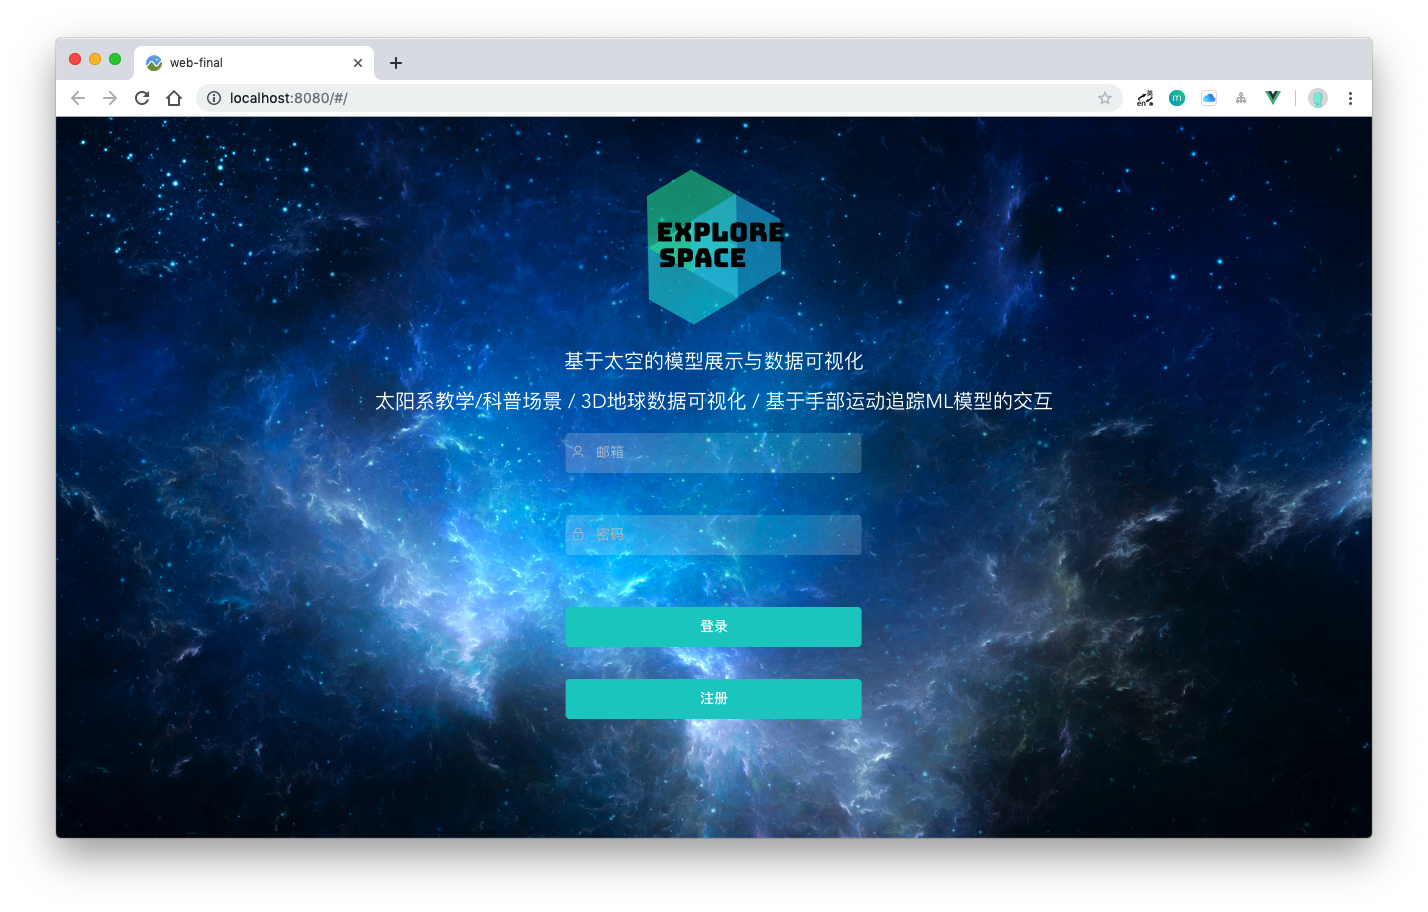 web-final
localhost:8080/#/
EXPLORE
SPACE
基于太空的模型展示与数据可视化
太阳系教学/科普场景 / 3D地球数据可视化 / 基于手部运动追踪ML模型的交互
邮箱
密码
登录
注册